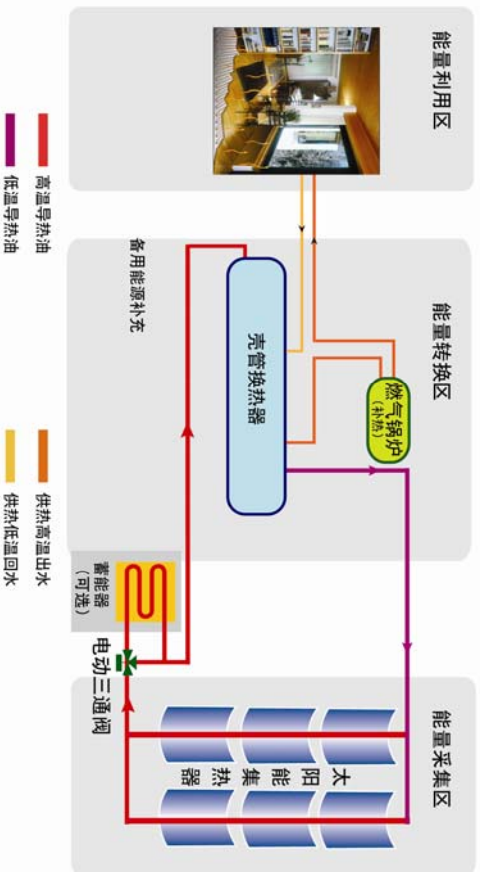 能量利用区
能量转换区
能量采集区
燃气锅炉
(补热)
壳管换热器
太阳能集热器
备用能源补充
蓄能器
(可选)
电动三通阀
高温导热油
低温导热油
供热高温出水
供热低温回水